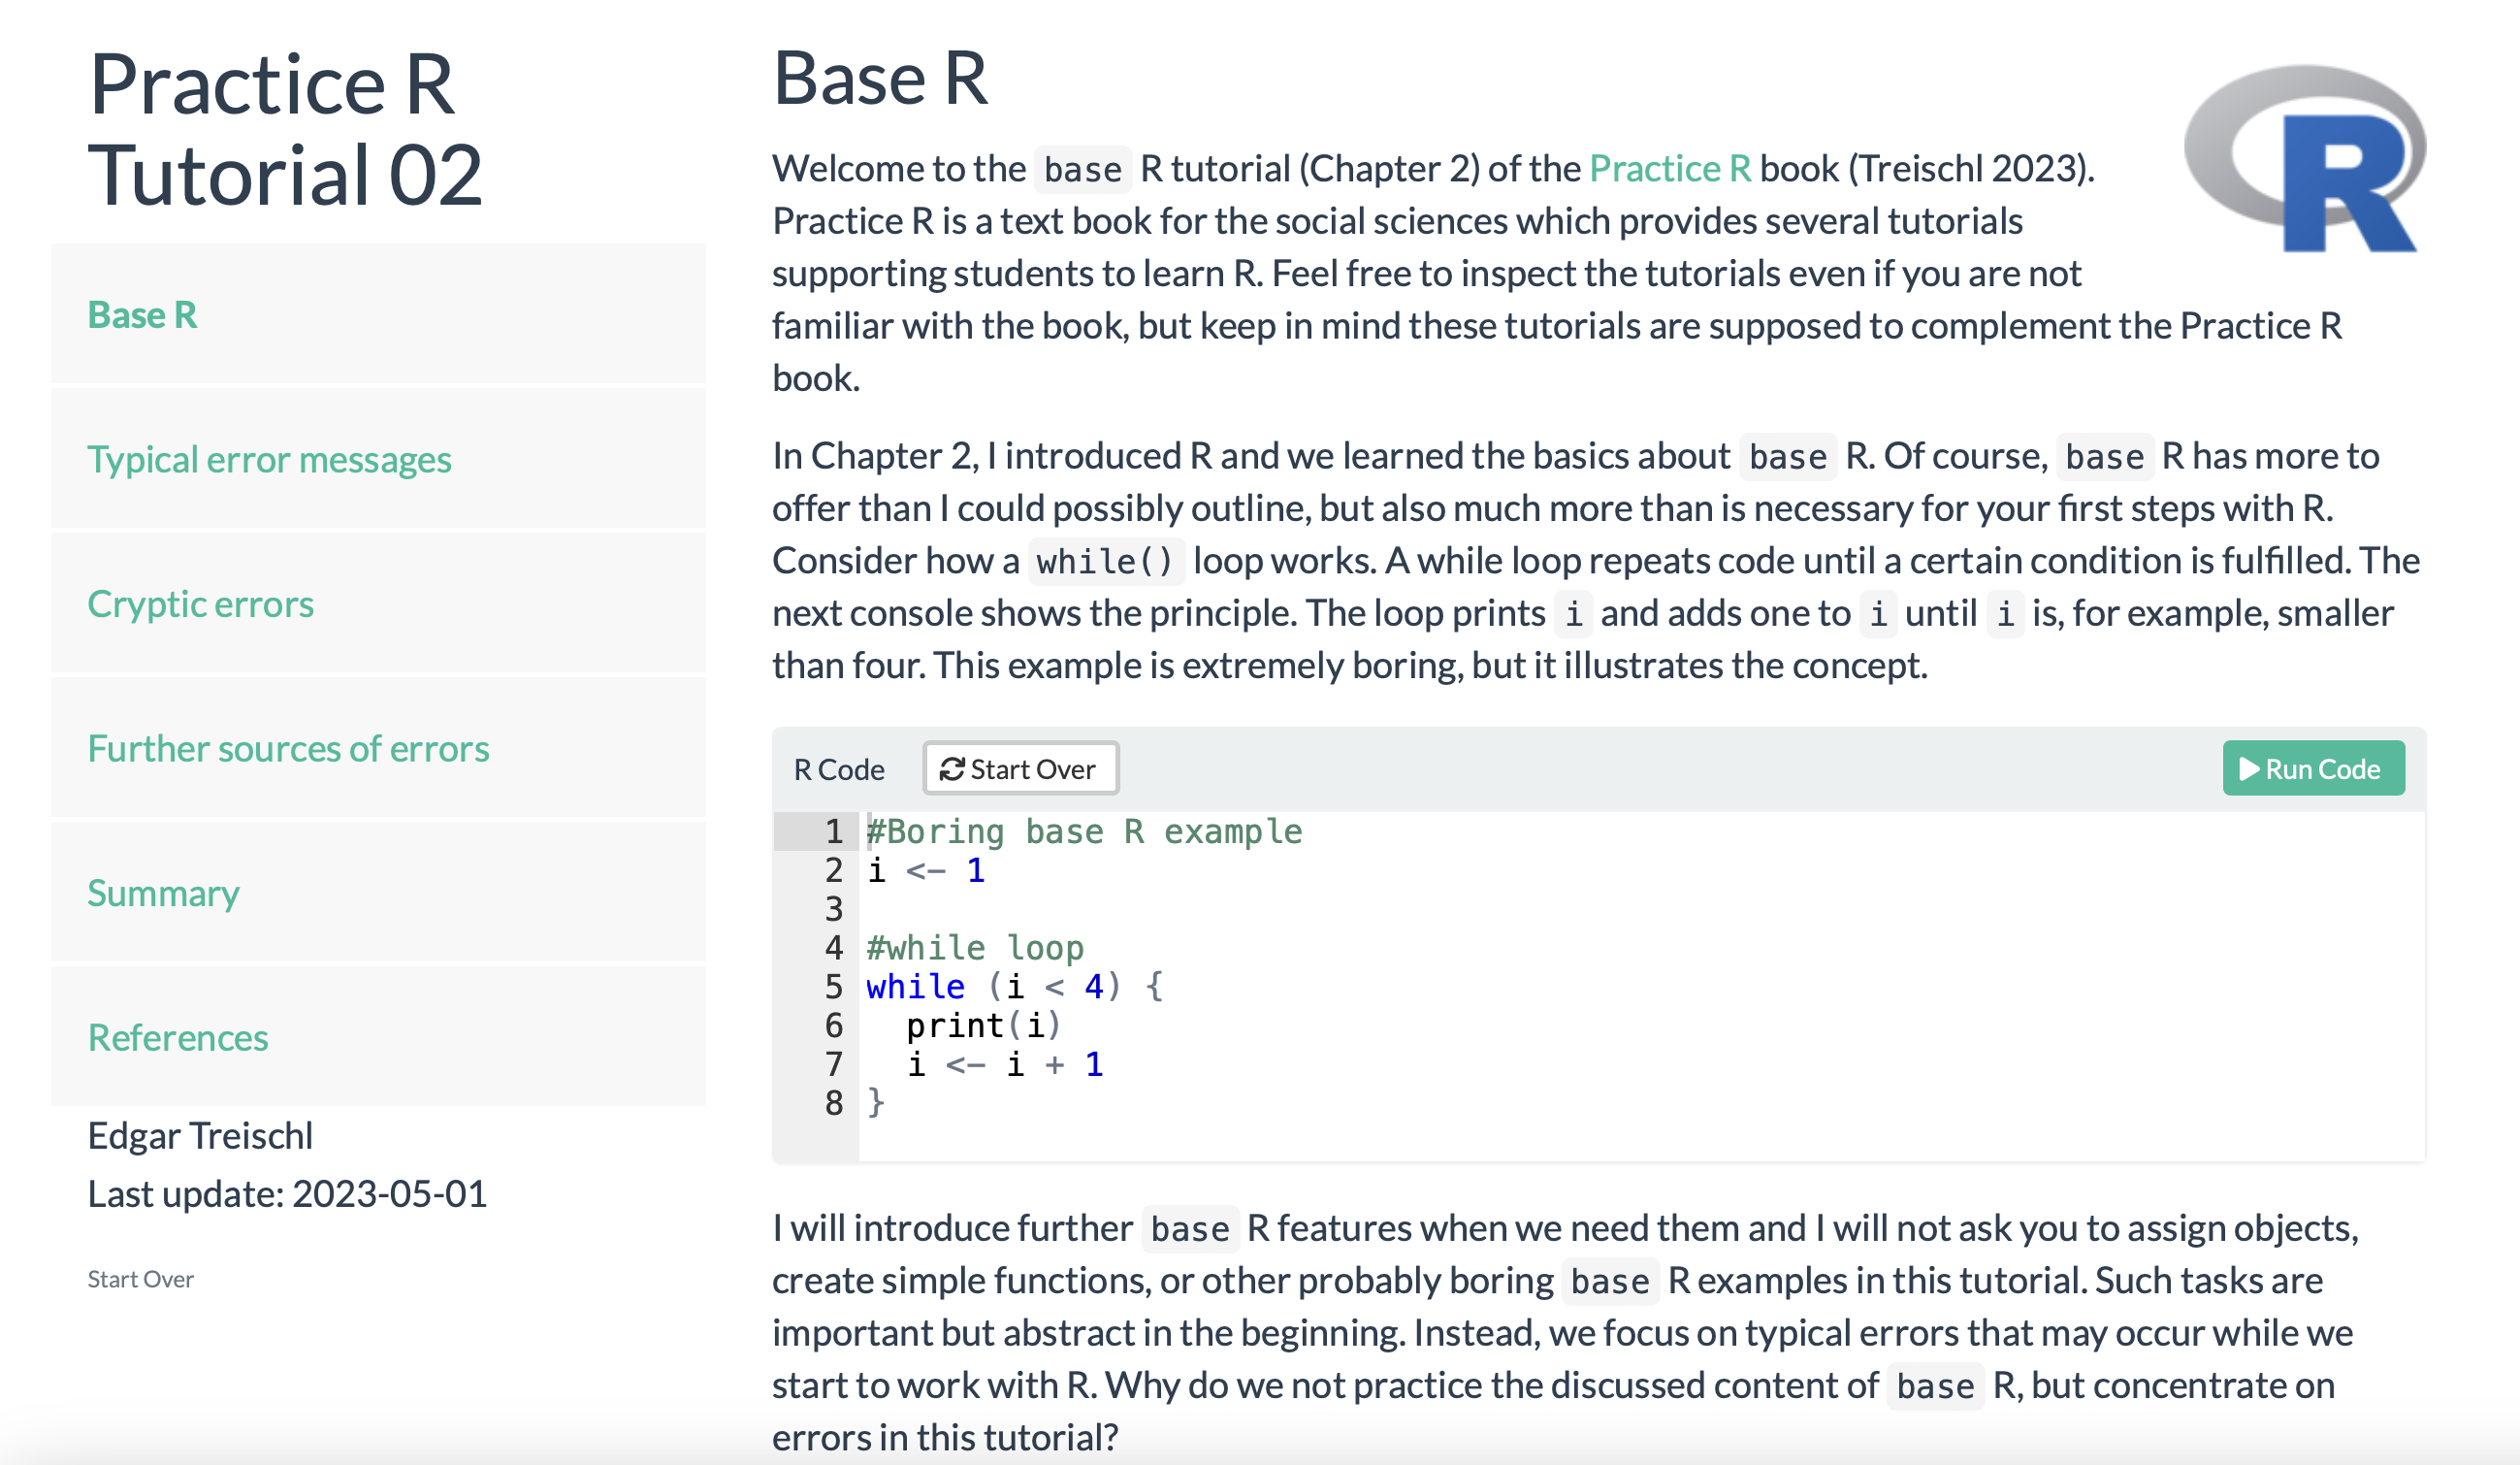 Practice R
Tutorial 02
Base R
Typical error messages
Cryptic errors
Further sources of errors
Summary
References
Edgar Treischl
Last update: 2023-05-01
Start Over
Base R
R
Welcome to the base R tutorial (Chapter 2) of the Practice R book (Treischl 2023).
Practice R is a text book for the social sciences which provides several tutorials
supporting students to learn R. Feel free to inspect the tutorials even if you are not
familiar with the book, but keep in mind these tutorials are supposed to complement the Practice R
book.
In Chapter 2, I introduced R and we learned the basics about base R. Of course, base R has more to
offer than I could possibly outline, but also much more than is necessary for your first steps with R.
Consider how a while() loop works. A while loop repeats code until a certain condition is fulfilled. The
next console shows the principle. The loop prints i and adds one to i until i is, for example, smaller
than four. This example is extremely boring, but it illustrates the concept.
R Code Start Over Run Code
1 #Boring base R example
2 i <- 1
3
4 #while loop
5 while (i < 4) {
6   print(i)
7   i <- i + 1
8 }
I will introduce further base R features when we need them and I will not ask you to assign objects,
create simple functions, or other probably boring base R examples in this tutorial. Such tasks are
important but abstract in the beginning. Instead, we focus on typical errors that may occur while we
start to work with R. Why do we not practice the discussed content of base R, but concentrate on
errors in this tutorial?